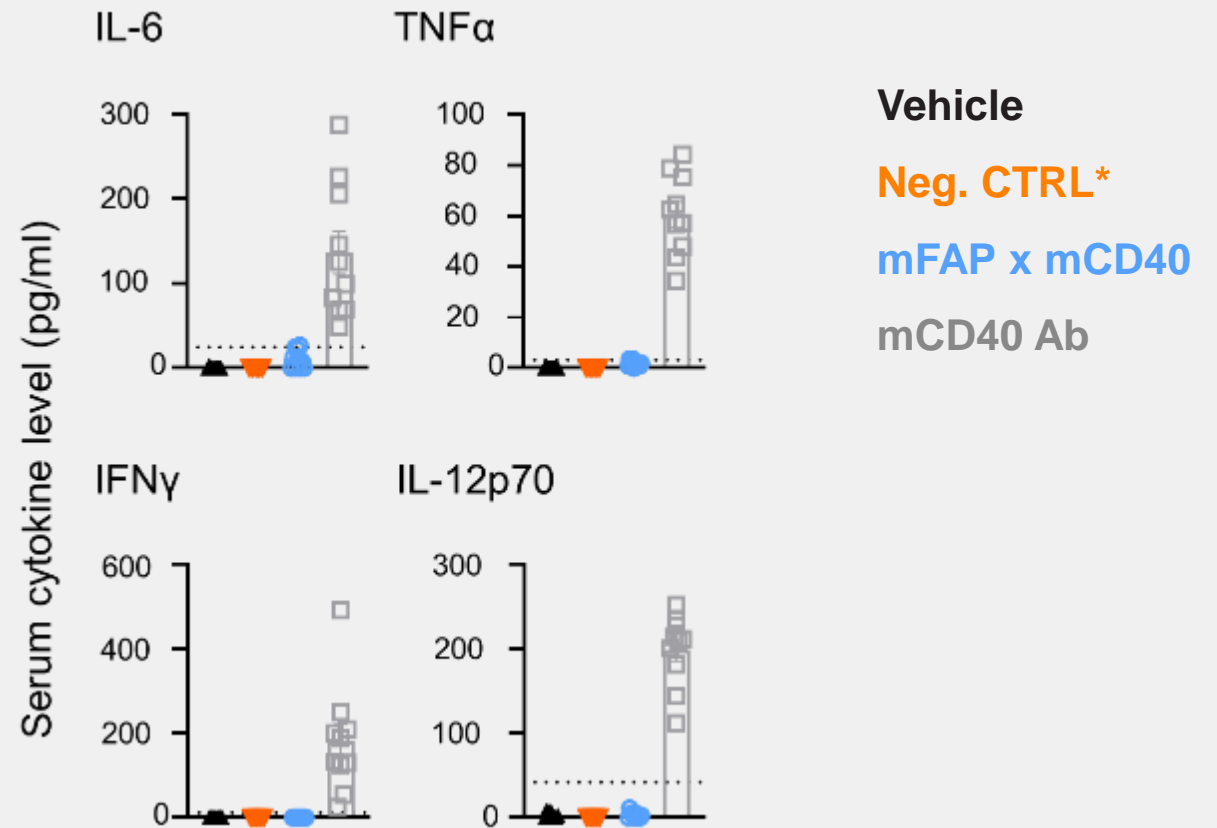 IL-6
300
200
100
0
TNFα
100
80
60
40
20
0
Vehicle
Neg. CTRL*
mFAP x mCD40
mCD40 Ab
Serum cytokine level (pg/ml)
IFNγ
600
400
200
0
IL-12p70
300
200
100
0